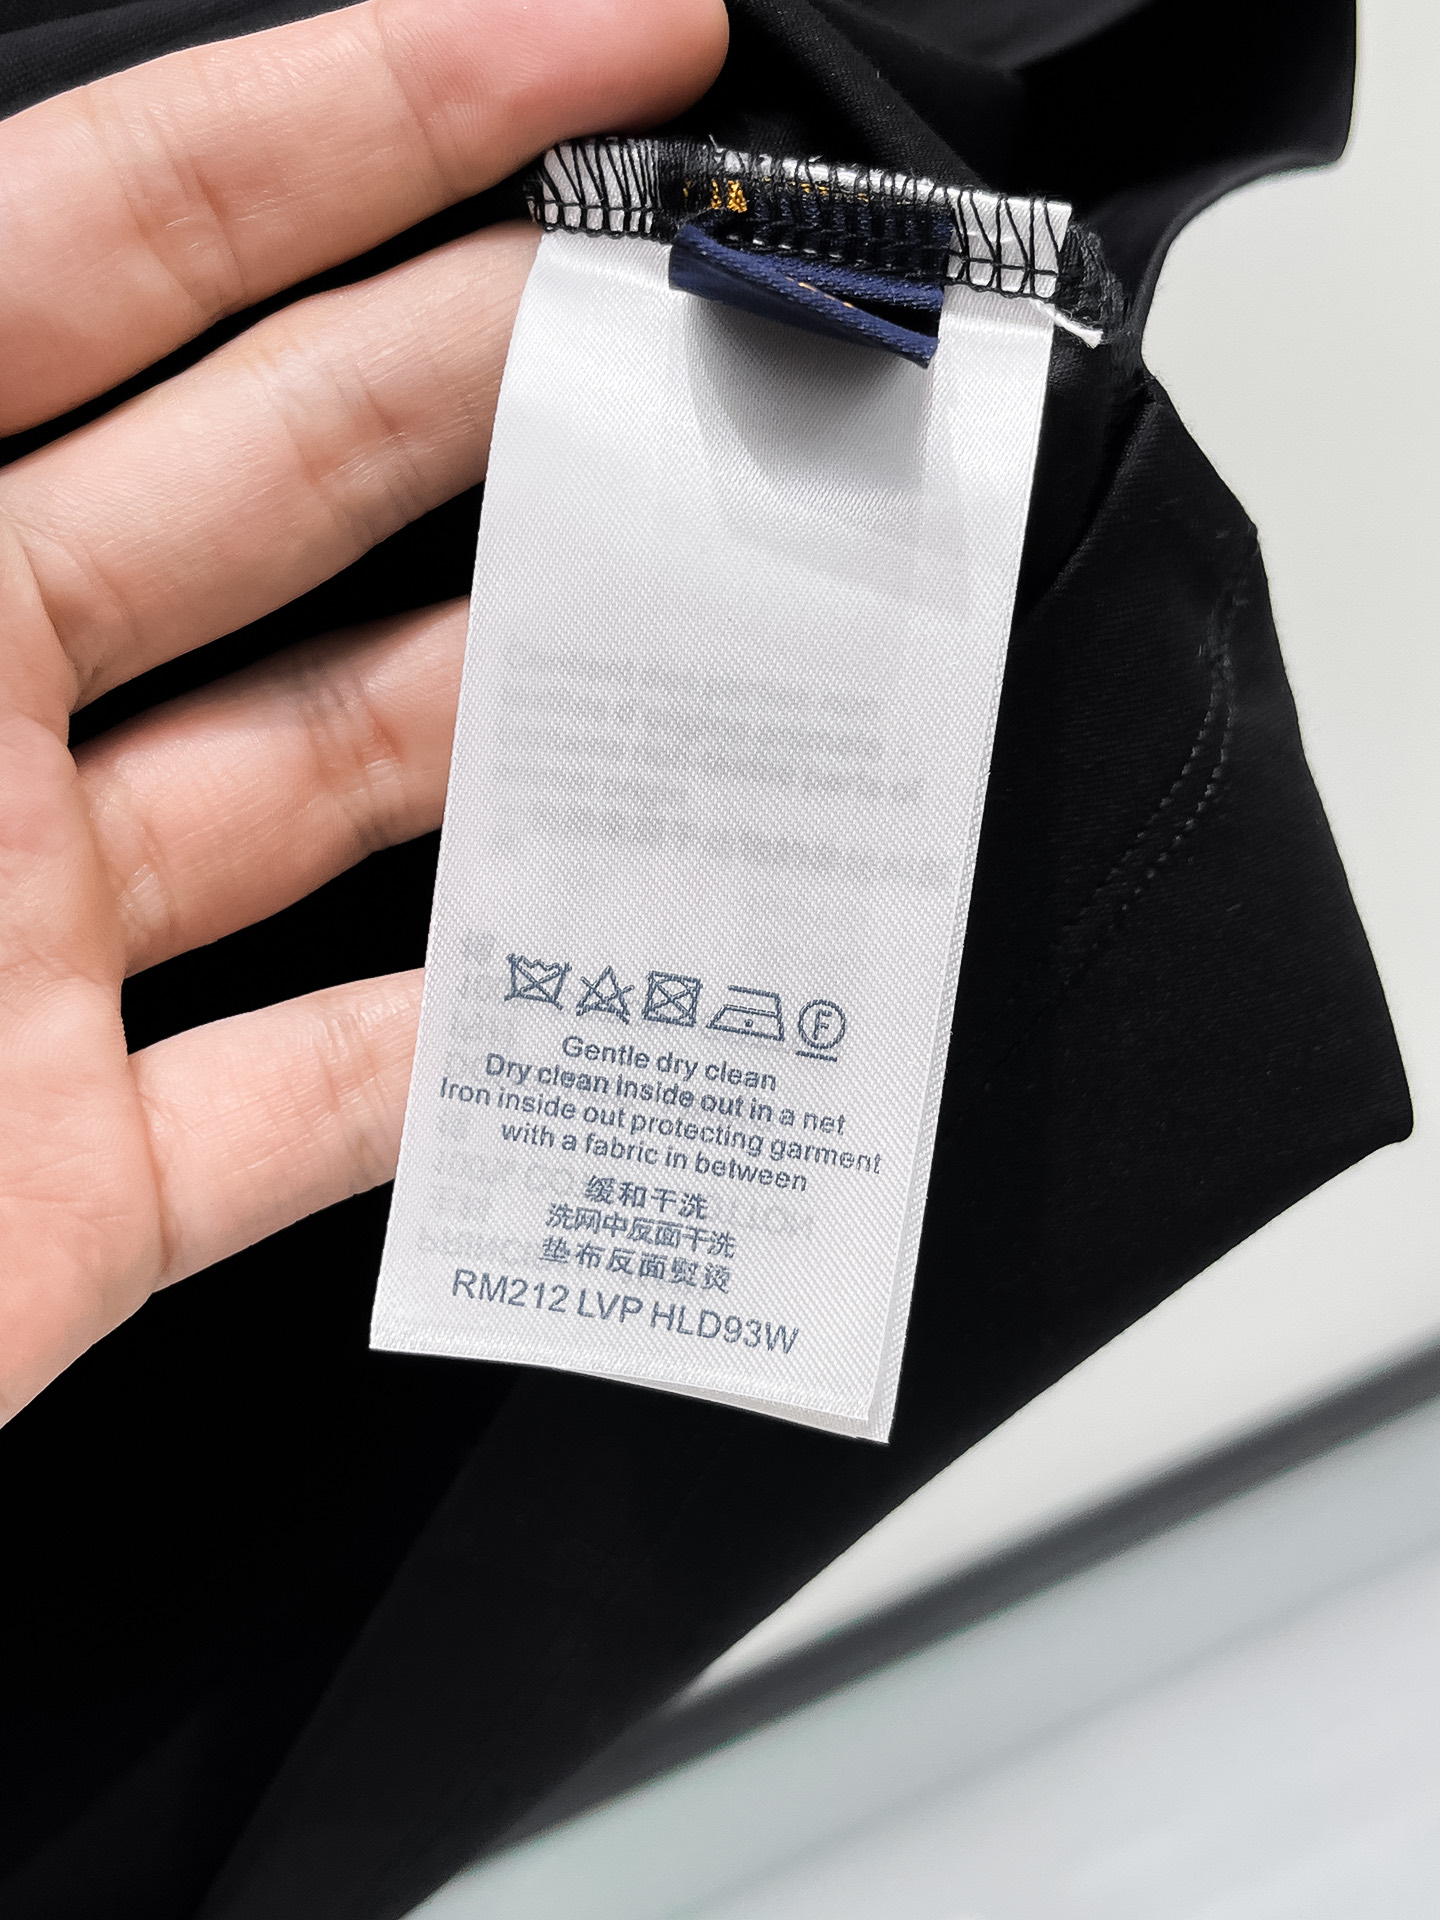 F
Gentle dry clean
Dry clean inside out in a net
Iron inside out protecting garment
with a fabric in between
缓和干洗
洗网中反面干洗
垫布反面熨烫
RM212 LVP HLD93W